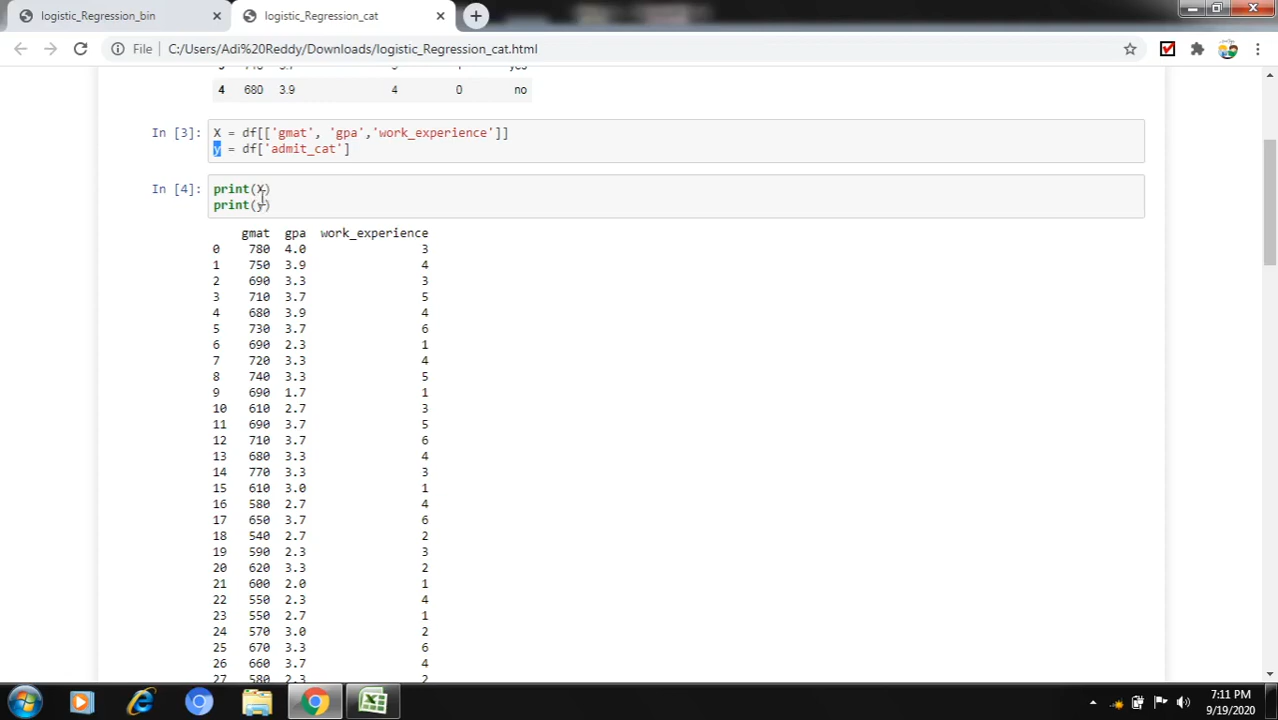 logistic_Regression_bin
logistic_Regression_cat
File
C:/Users/Adi%20Reddy/Downloads/logistic_Regression_cat.html
4 680 3.9 4 0 no
In [3]: X = df[['gmat', 'gpa','work_experience']]
y = df['admit_cat']
In [4]: print(X)
print(y)
gmat gpa work_experience
0 780 4.0 3
1 750 3.9 4
2 690 3.3 3
3 710 3.7 5
4 680 3.9 4
5 730 3.7 6
6 690 2.3 1
7 720 3.3 4
8 740 3.3 5
9 690 1.7 1
10 610 2.7 3
11 690 3.7 5
12 710 3.7 6
13 680 3.3 4
14 770 3.3 3
15 610 3.0 1
16 580 2.7 4
17 650 3.7 6
18 540 2.7 2
19 590 2.3 3
20 620 3.3 2
21 600 2.0 1
22 550 2.3 4
23 550 2.7 1
24 570 3.0 2
25 670 3.3 6
26 660 3.7 4
27 580 2.3 2
7:11 PM
9/19/2020